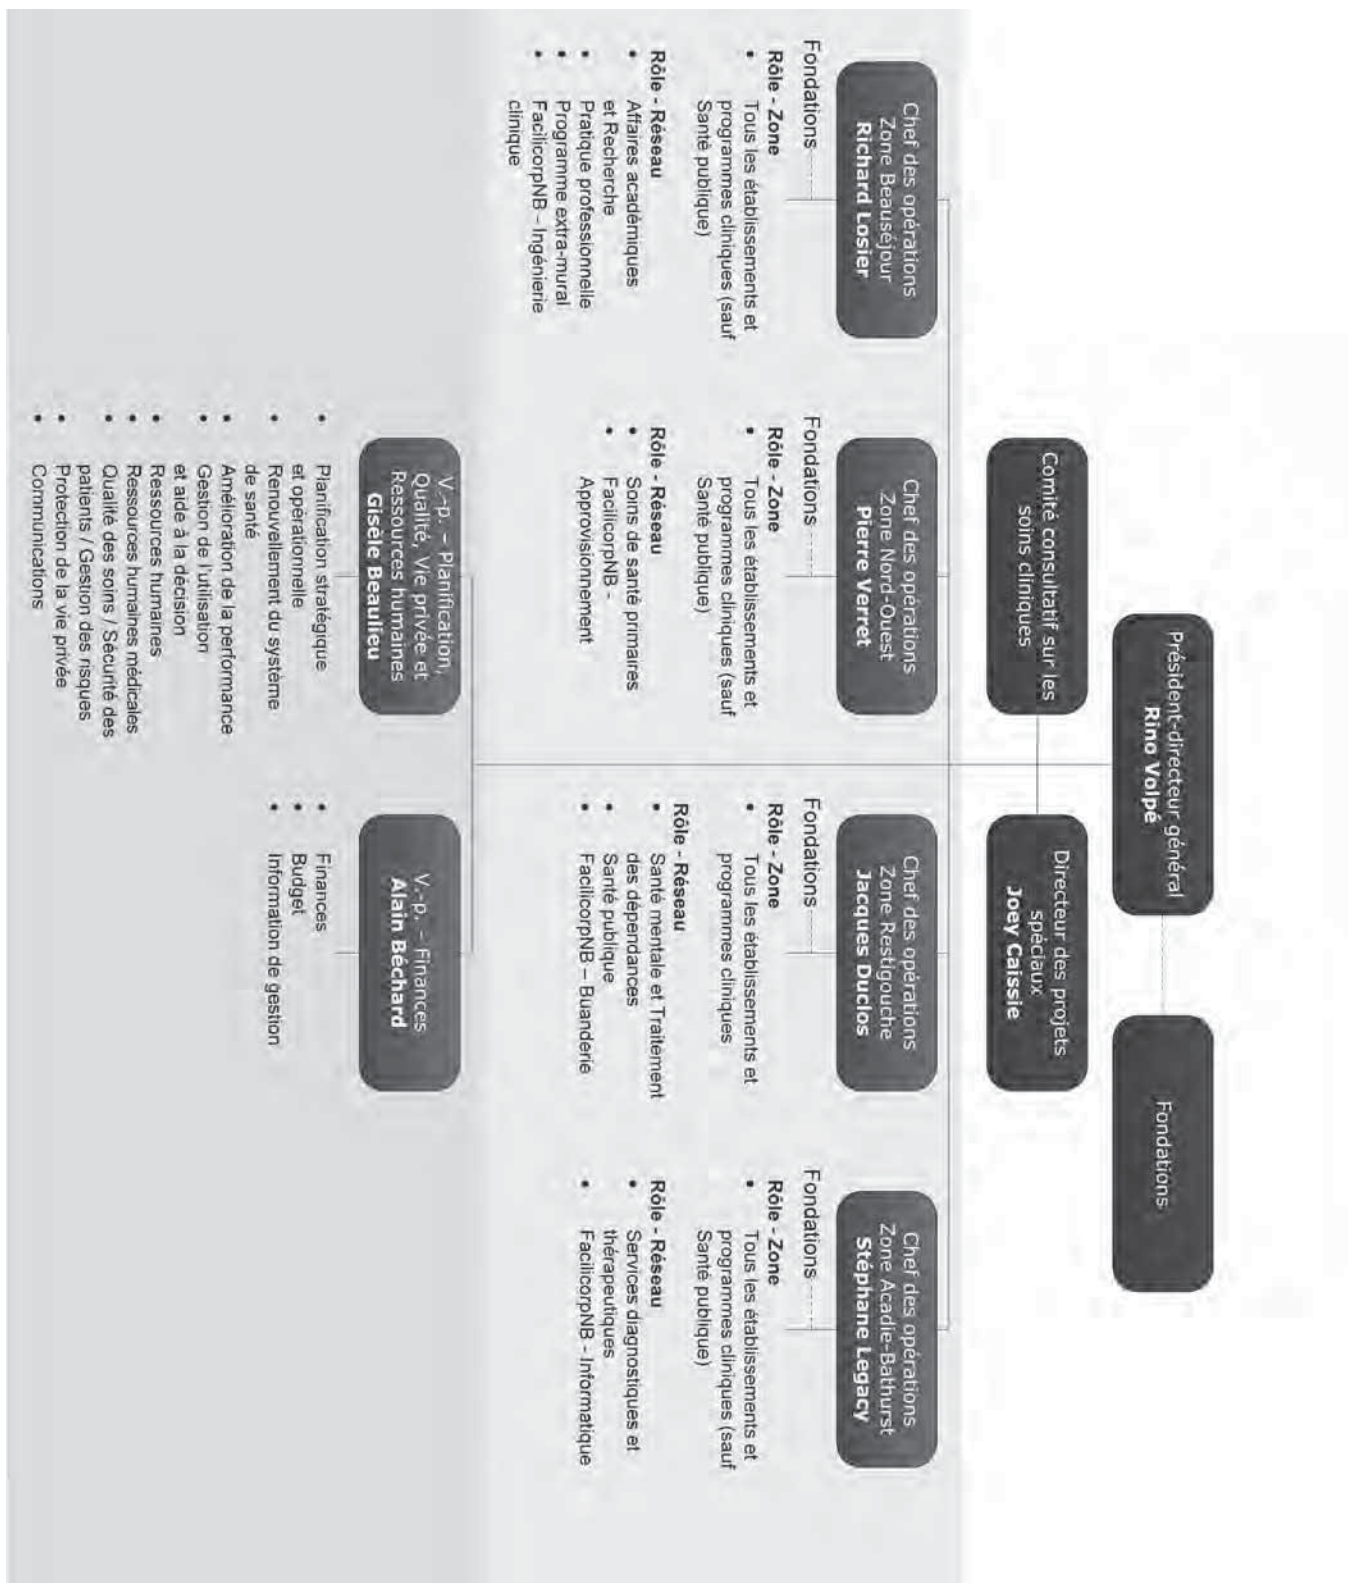 Président-directeur général
Rino Volpé
Fondations
Comité consultatif sur les
soins cliniques
Directeur des projets
spéciaux
Joey Caissie
Chef des opérations
Zone Beauséjour
Richard Losier
Fondations
Rôle - Zone
• Tous les établissements et
programmes cliniques (sauf
Santé publique)
Rôle - Réseau
• Affaires académiques
et Recherche
• Pratique professionnelle
• Programme extra-mural
• FacilicorpNB – Ingénierie
clinique
Chef des opérations
Zone Nord-Ouest
Pierre Verret
Fondations
Rôle - Zone
• Tous les établissements et
programmes cliniques (sauf
Santé publique)
Rôle - Réseau
• Soins de santé primaires
• FacilicorpNB -
Approvisionnement
Chef des opérations
Zone Restigouche
Jacques Duclos
Fondations
Rôle - Zone
• Tous les établissements et
programmes cliniques
Rôle - Réseau
• Santé mentale et Traitement
des dépendances
• Santé publique
• FacilicorpNB – Buanderie
Chef des opérations
Zone Acadie-Bathurst
Stéphane Legacy
Fondations
Rôle - Zone
• Tous les établissements et
programmes cliniques (sauf
Santé publique)
Rôle - Réseau
• Services diagnostiques et
thérapeutiques
• FacilicorpNB - Informatique
V.-p. – Planification,
Qualité, Vie privée et
Ressources humaines
Gisèle Beaulieu
• Planification stratégique
et opérationnelle
• Renouvellement du système
de santé
• Amélioration de la performance
• Gestion de l'utilisation
et aide à la décision
• Ressources humaines
• Ressources humaines médicales
• Qualité des soins / Sécurité des
patients / Gestion des risques
• Protection de la vie privée
• Communications
V.-p. – Finances
Alain Béchard
• Finances
• Budget
• Information de gestion